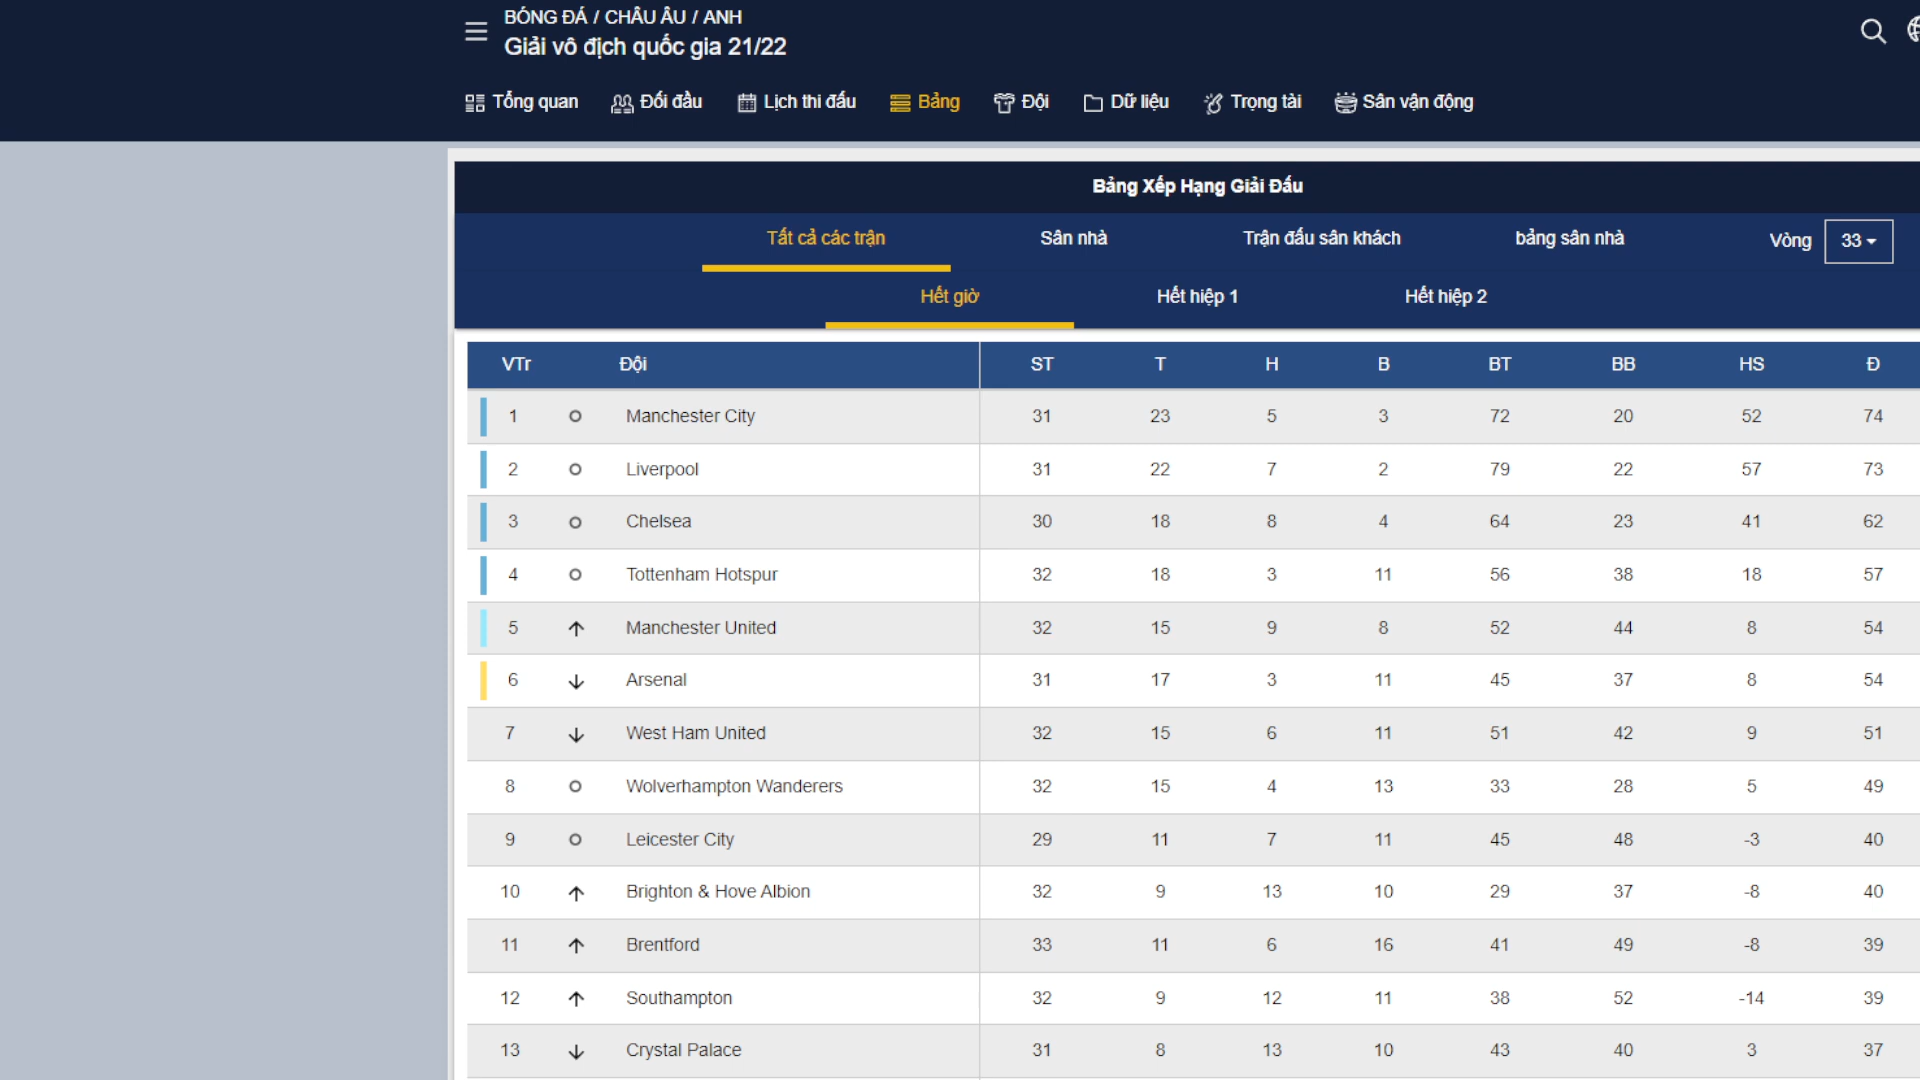 BÓNG ĐÁ / CHÂU ÂU / ANH
Giải vô địch quốc gia 21/22
Tổng quan Đối đầu Lịch thi đấu Bảng Đội Dữ liệu Trọng tài Sân vận động
Bảng Xếp Hạng Giải Đấu
Tất cả các trận Sân nhà Trận đấu sân khách bảng sân nhà Vòng 33
Hết giờ Hết hiệp 1 Hết hiệp 2
VTr Đội ST T H B BT BB HS Đ
1 Manchester City 31 23 5 3 72 20 52 74
2 Liverpool 31 22 7 2 79 22 57 73
3 Chelsea 30 18 8 4 64 23 41 62
4 Tottenham Hotspur 32 18 3 11 56 38 18 57
5 Manchester United 32 15 9 8 52 44 8 54
6 Arsenal 31 17 3 11 45 37 8 54
7 West Ham United 32 15 6 11 51 42 9 51
8 Wolverhampton Wanderers 32 15 4 13 33 28 5 49
9 Leicester City 29 11 7 11 45 48 -3 40
10 Brighton & Hove Albion 32 9 13 10 29 37 -8 40
11 Brentford 33 11 6 16 41 49 -8 39
12 Southampton 32 9 12 11 38 52 -14 39
13 Crystal Palace 31 8 13 10 43 40 3 37